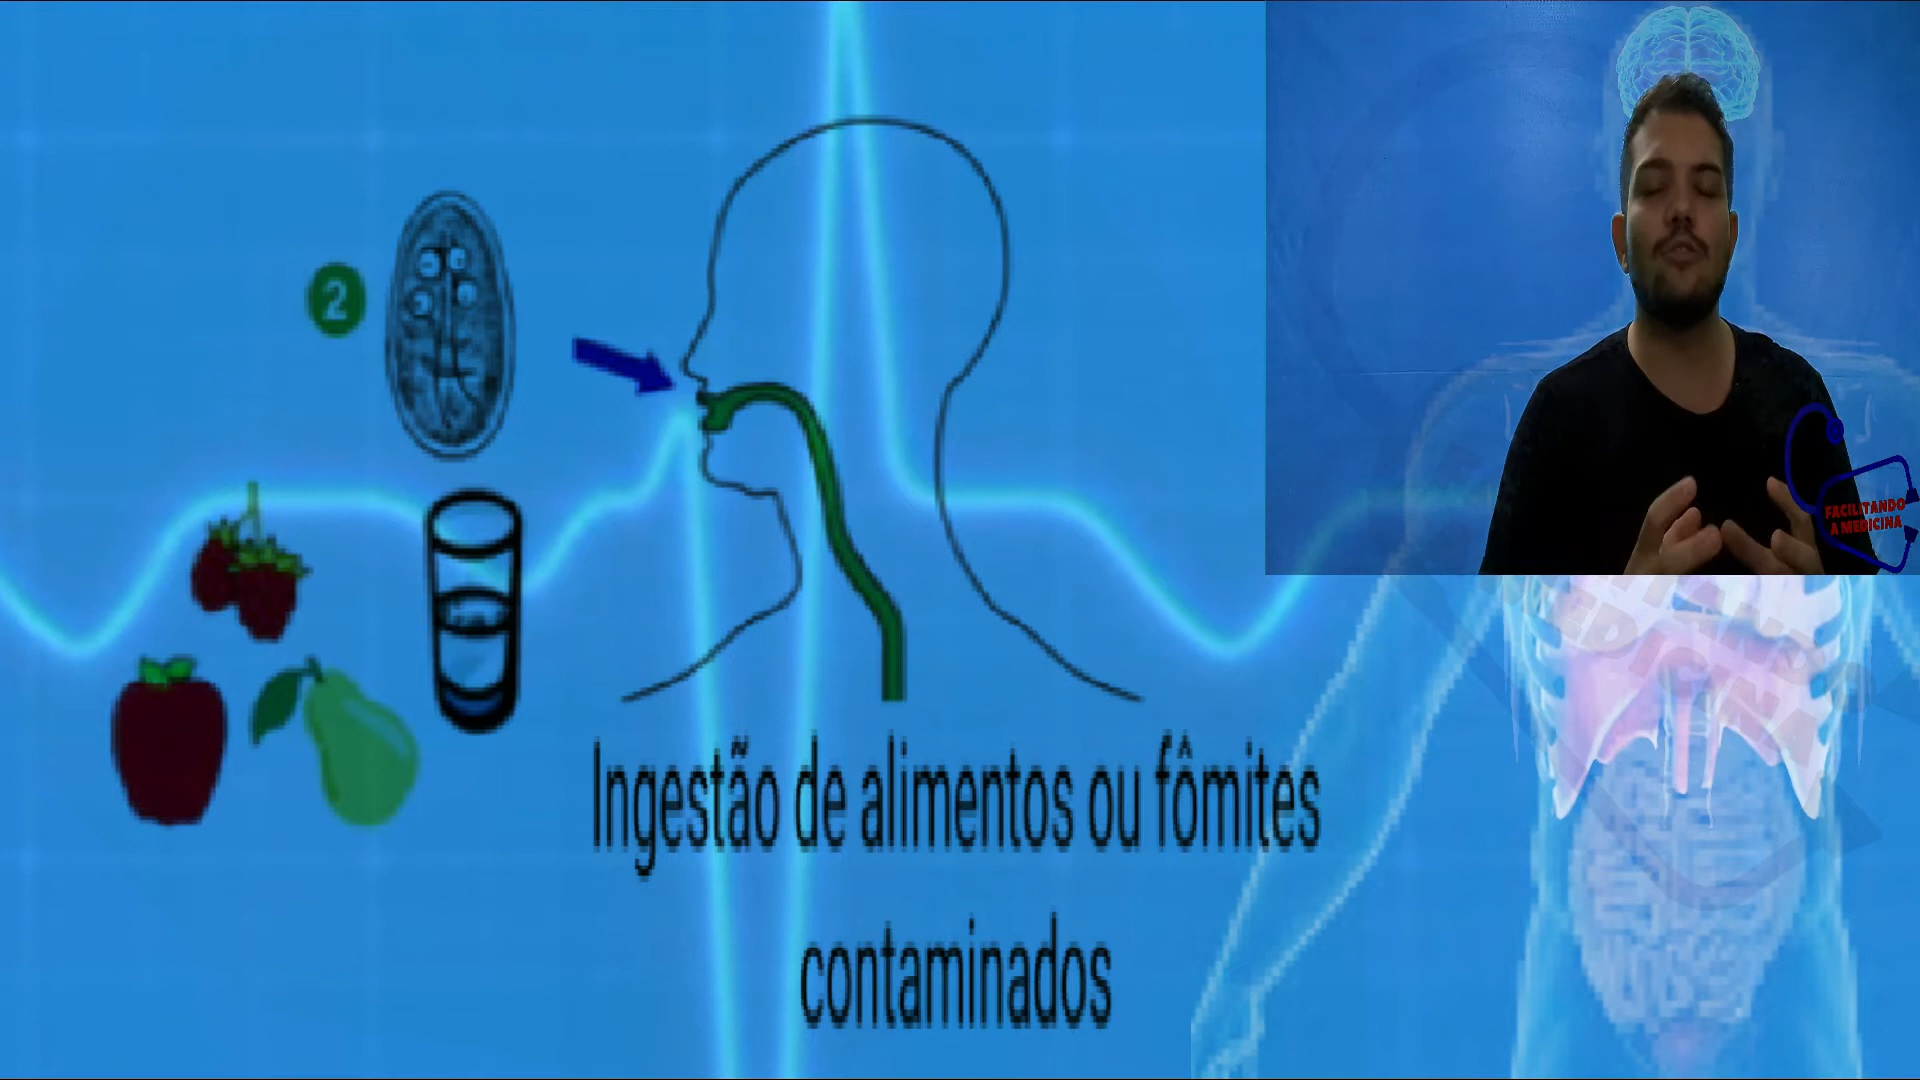 2
Ingestão de alimentos ou fômites
contaminados
FACILITANDO
A MEDICINA